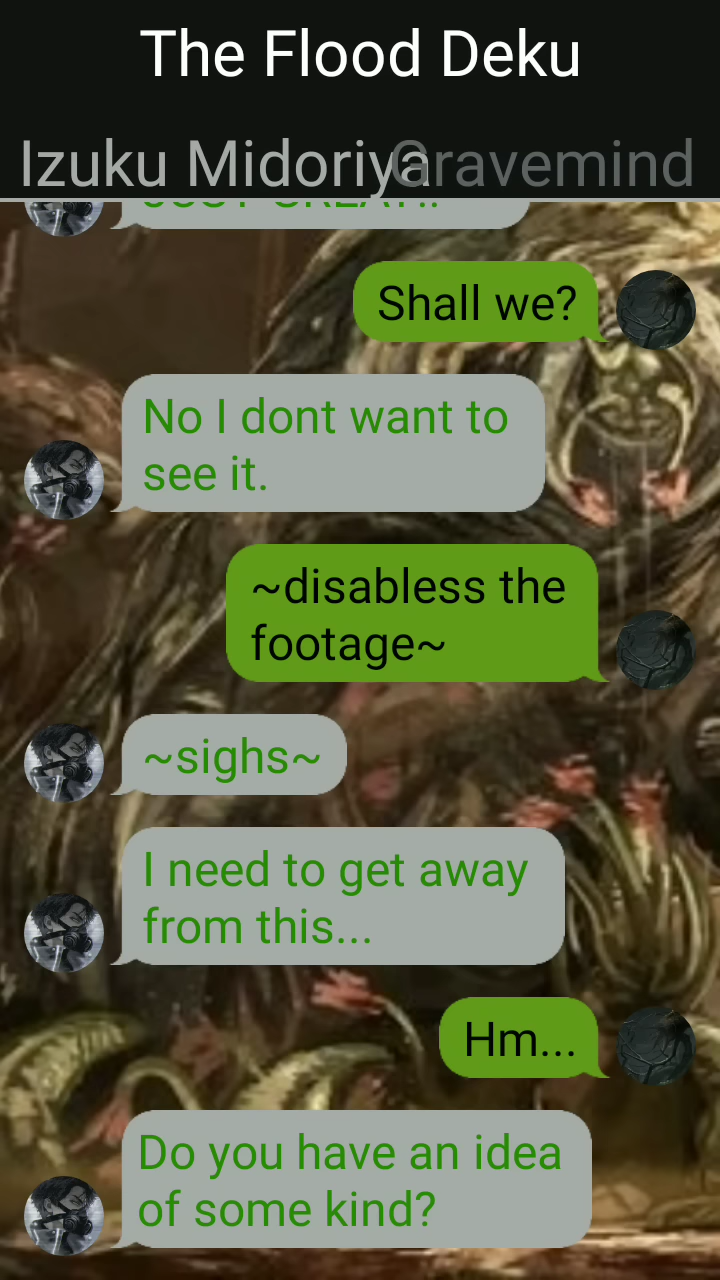 The Flood Deku
Izuku Midoriya Gravemind
Shall we?
No I dont want to
see it.
~disabless the
footage~
~sighs~
I need to get away
from this...
Hm...
Do you have an idea
of some kind?